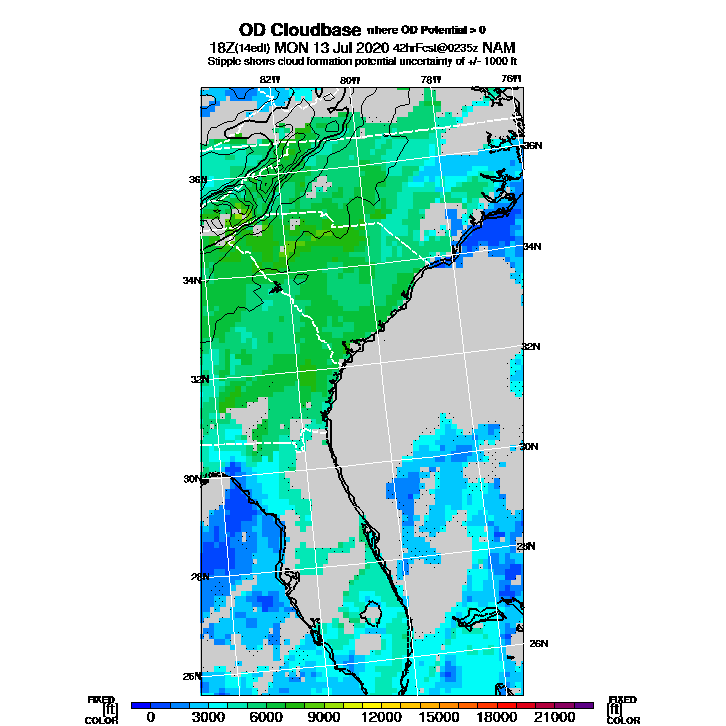 OD Cloudbase where OD Potential > 0
18Z(14edt) MON 13 Jul 2020 42hrFcst@0235z NAM
Stipple shows cloud formation potential uncertainty of +/- 1000 ft
82W 80W 78W 76W
36N
36N
34N
34N
32N
32N
30N
30N
28N
28N
26N
26N
FIXED [ft] COLOR
0 3000 6000 9000 12000 15000 18000 21000
FIXED [ft] COLOR